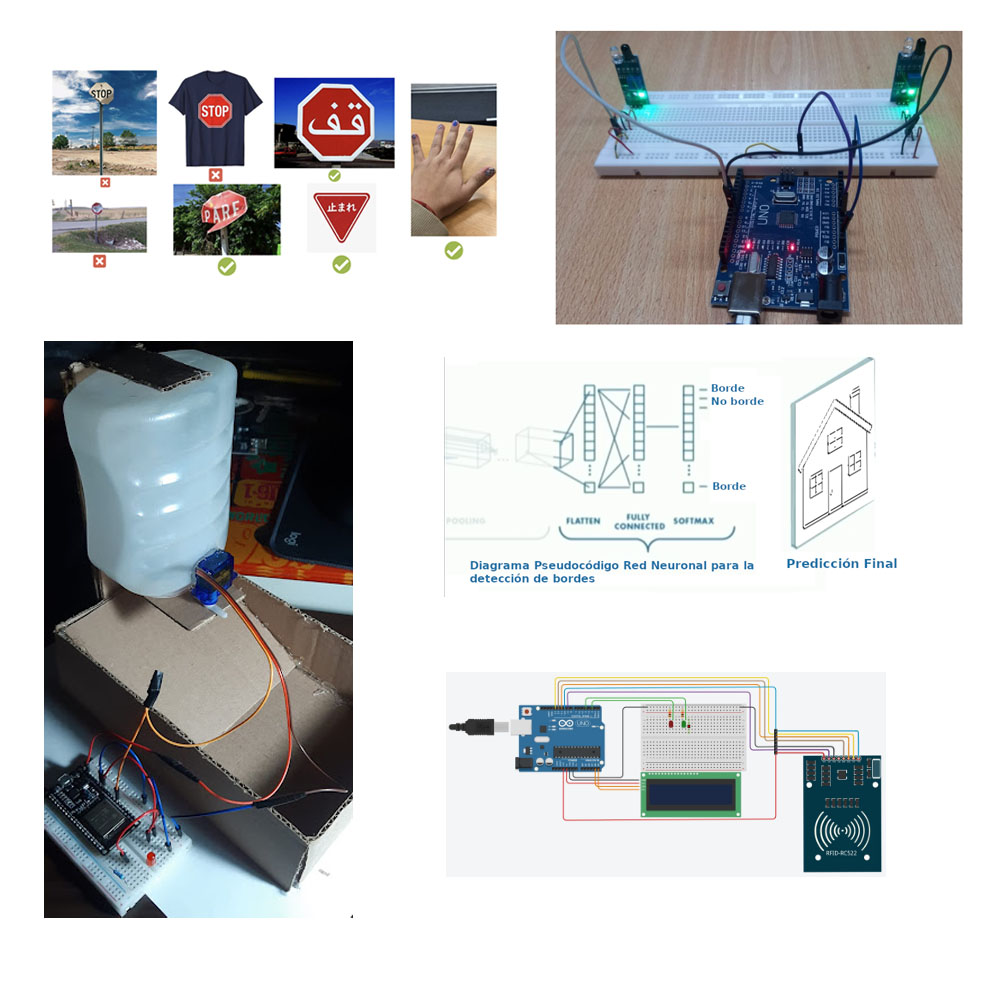 STOP
STOP
قف
PARE
止まれ
UNO
logi
Borde
No borde
Borde
POOLING
FLATTEN
FULLY
CONNECTED
SOFTMAX
Diagrama Pseudocódigo Red Neuronal para la
detección de bordes
Predicción Final
UNO
RFID-RC522